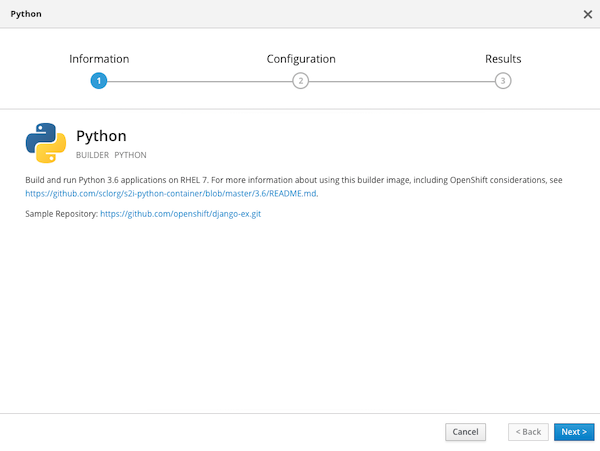 Python
Information
Configuration
Results
1
2
3
Python
BUILDER PYTHON
Build and run Python 3.6 applications on RHEL 7. For more information about using this builder image, including OpenShift considerations, see
https://github.com/sclorg/s2i-python-container/blob/master/3.6/README.md.
Sample Repository: https://github.com/openshift/django-ex.git
Cancel
< Back
Next >